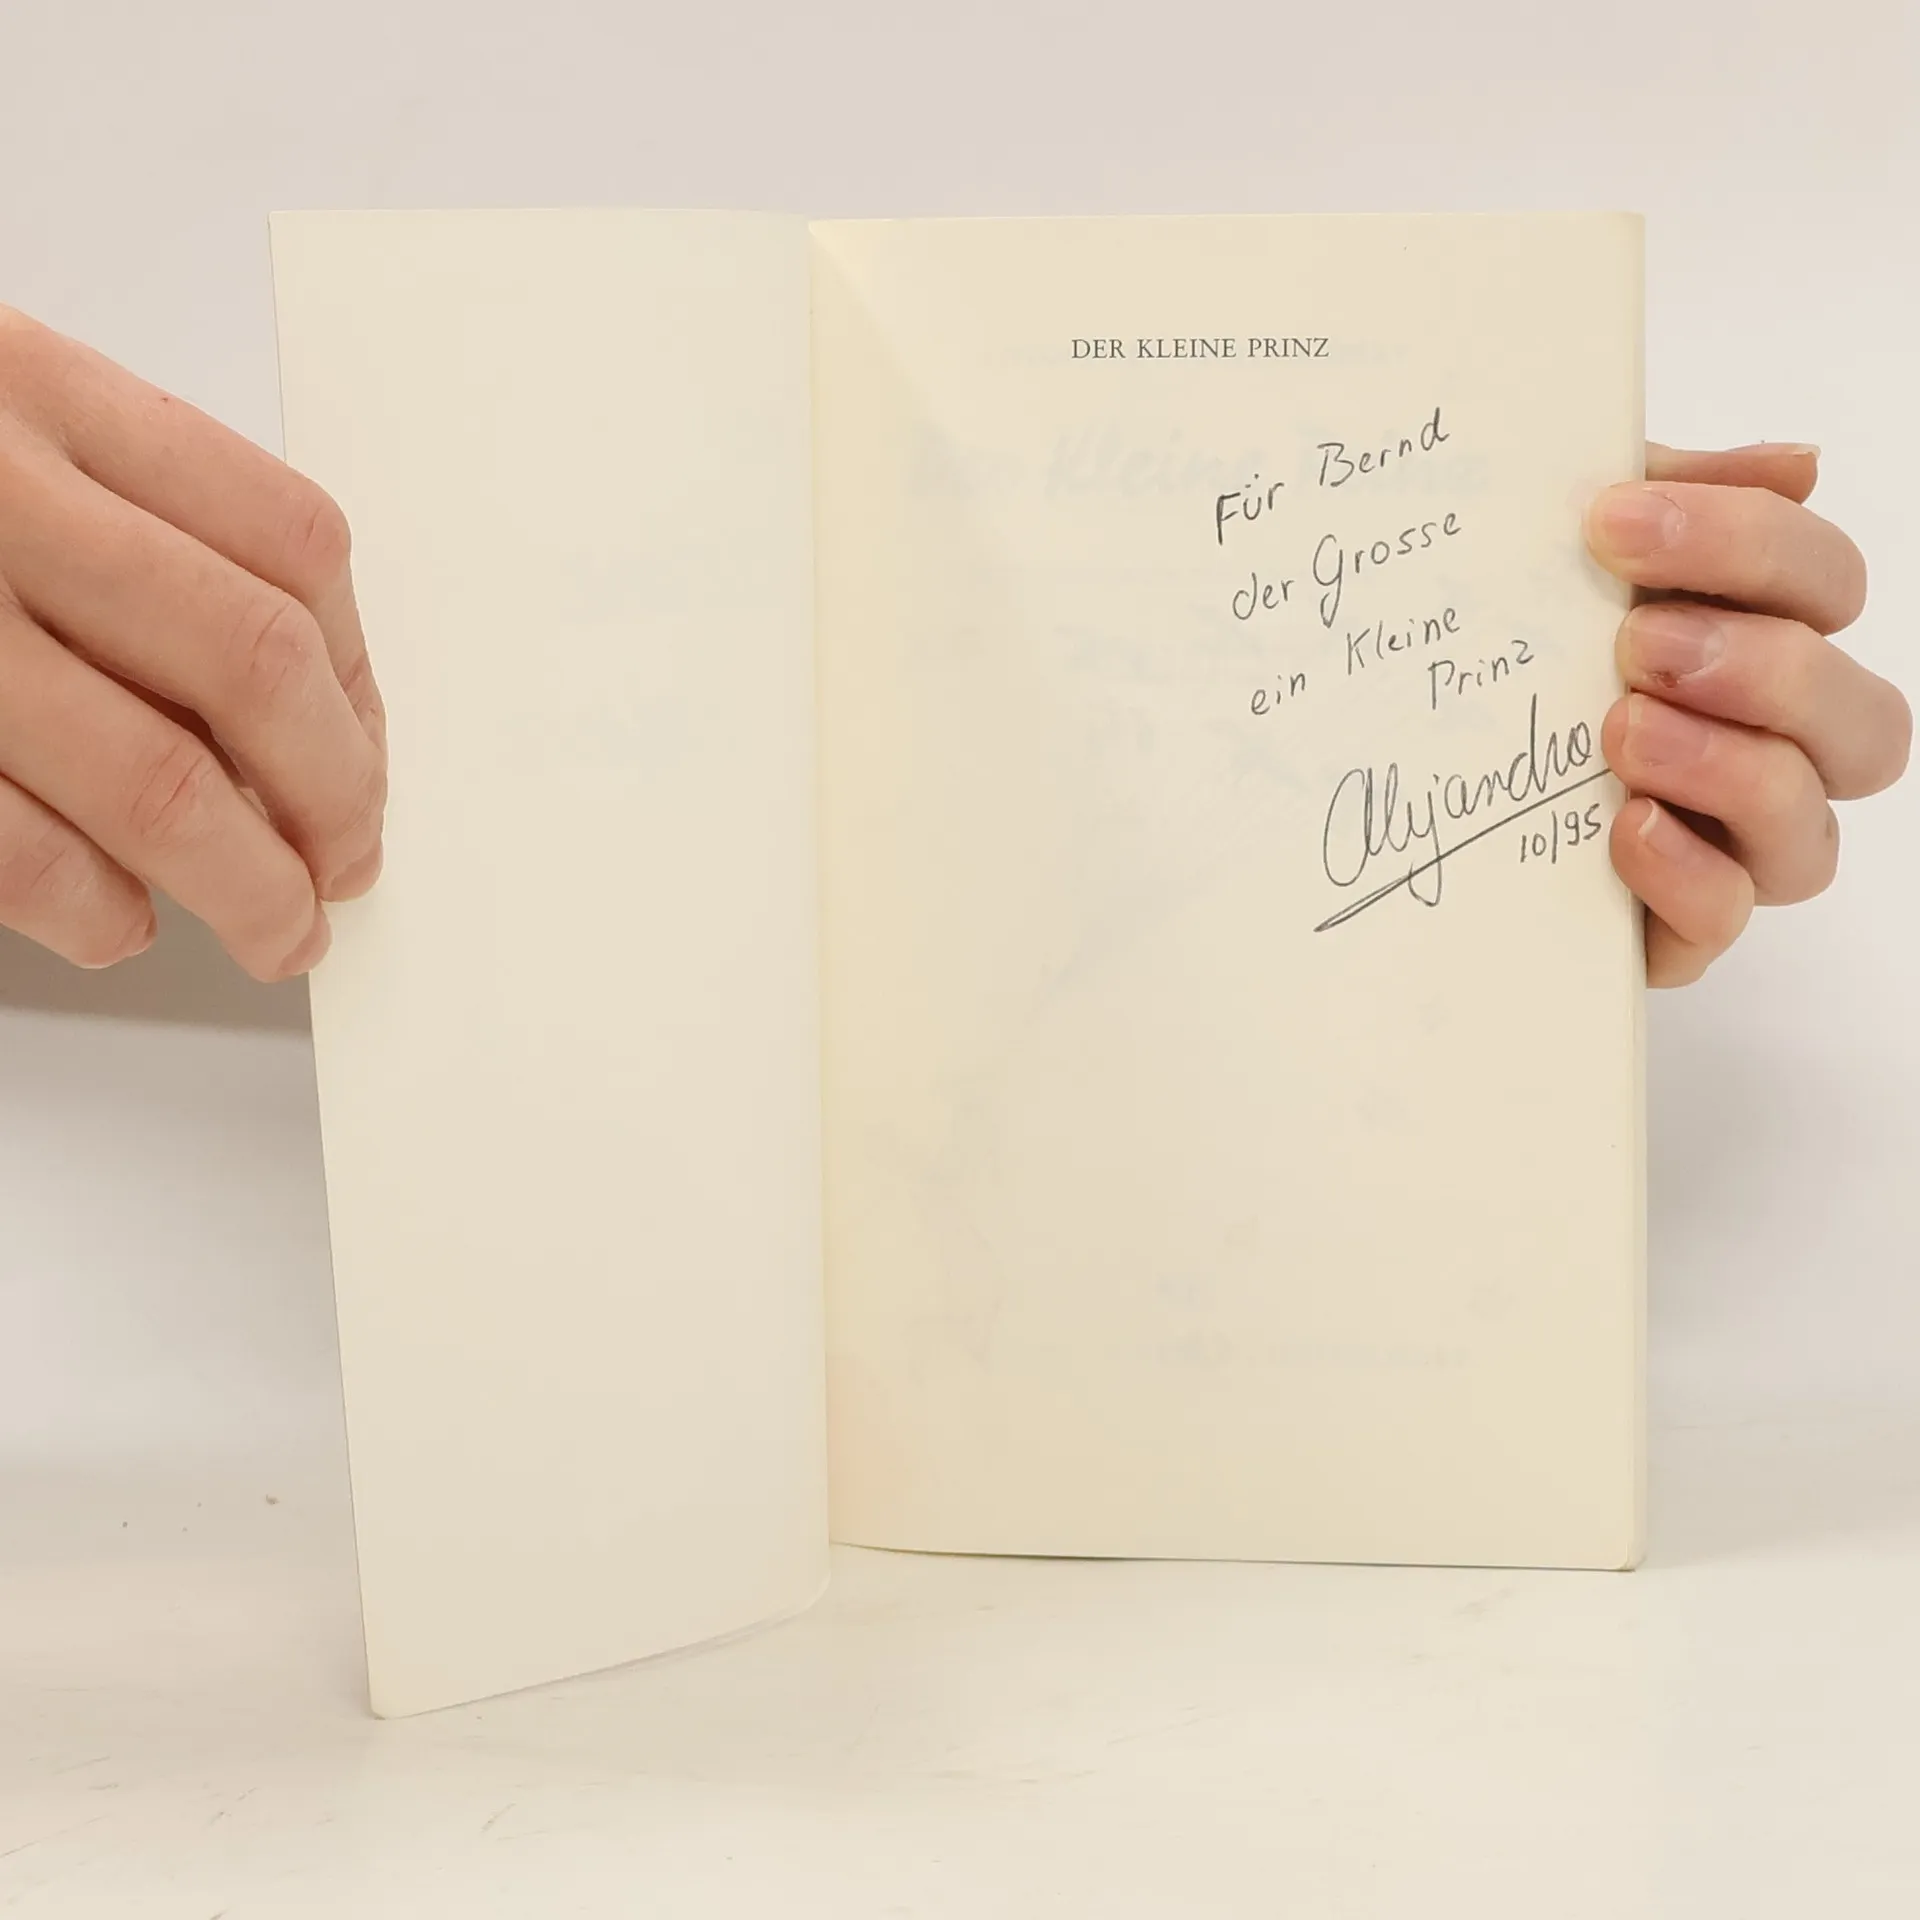 DER KLEINE PRINZ
Für Bernd
der Grosse
ein Kleine
Prinz
Alejandro
10/95